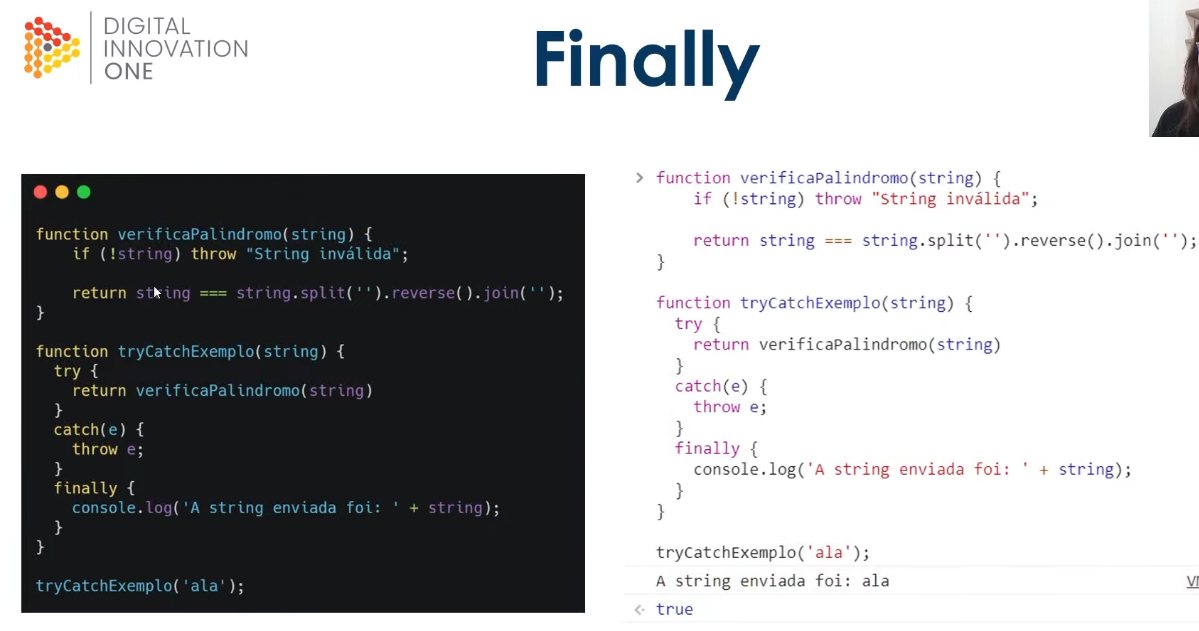 DIGITAL
INNOVATION
ONE
Finally
function verificaPalindromo(string) {
if (!string) throw "String inválida";
return string === string.split('').reverse().join('');
}
function tryCatchExemplo(string) {
try {
return verificaPalindromo(string)
}
catch(e) {
throw e;
}
finally {
console.log('A string enviada foi: ' + string);
}
}
tryCatchExemplo('ala');
function verificaPalindromo(string) {
if (!string) throw "String inválida";
return string === string.split('').reverse().join('');
}
function tryCatchExemplo(string) {
try {
return verificaPalindromo(string)
}
catch(e) {
throw e;
}
finally {
console.log('A string enviada foi: ' + string);
}
}
tryCatchExemplo('ala');
A string enviada foi: ala
true